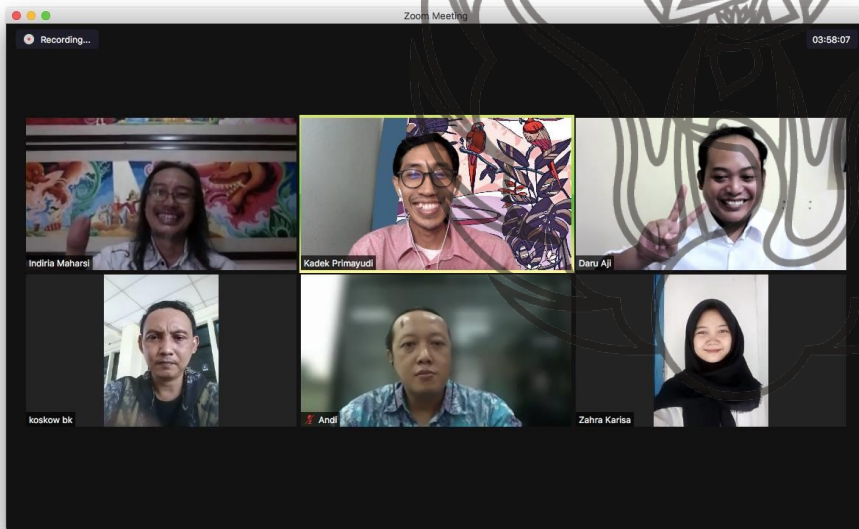 Zoom Meeting
Recording...
03:58:07
Indiria Maharsi
Kadek Primayudi
Daru Aji
koskow bk
Andi
Zahra Karisa